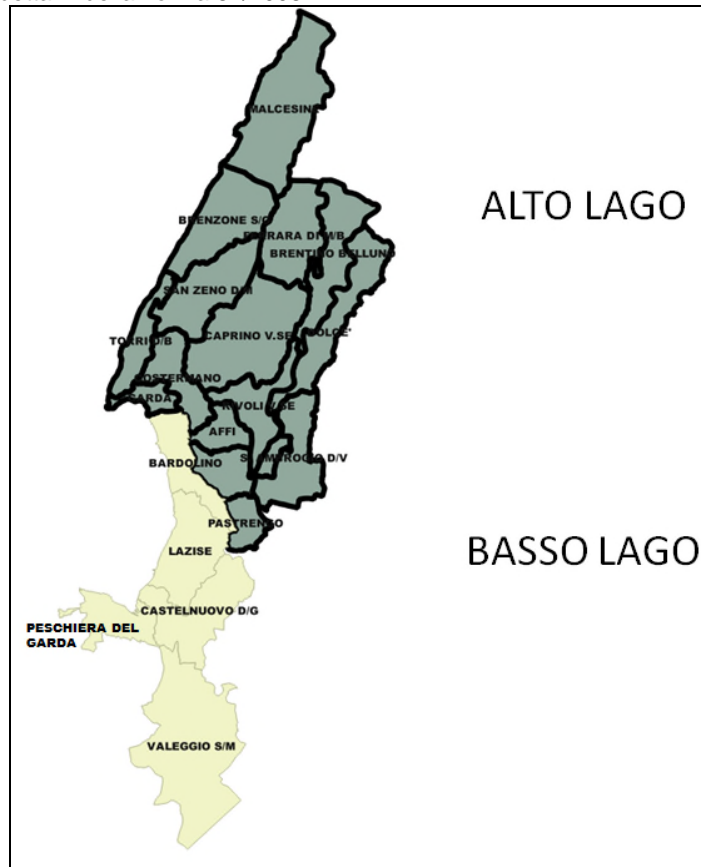 MALCESINE
ALTO LAGO
BRENZONE S/G
FERRARA DI M/B
BRENTINO BELLUNO
SAN ZENO D/M
TORRI D/B
CAPRINO V.SE
DOLCE'
COSTERMANO
GARDA
RIVOLI V.SE
AFFI
BARDOLINO
S. AMBROGIO D/V
PASTRENGO
LAZISE
BASSO LAGO
CASTELNUOVO D/G
PESCHIERA DEL
GARDA
VALEGGIO S/M